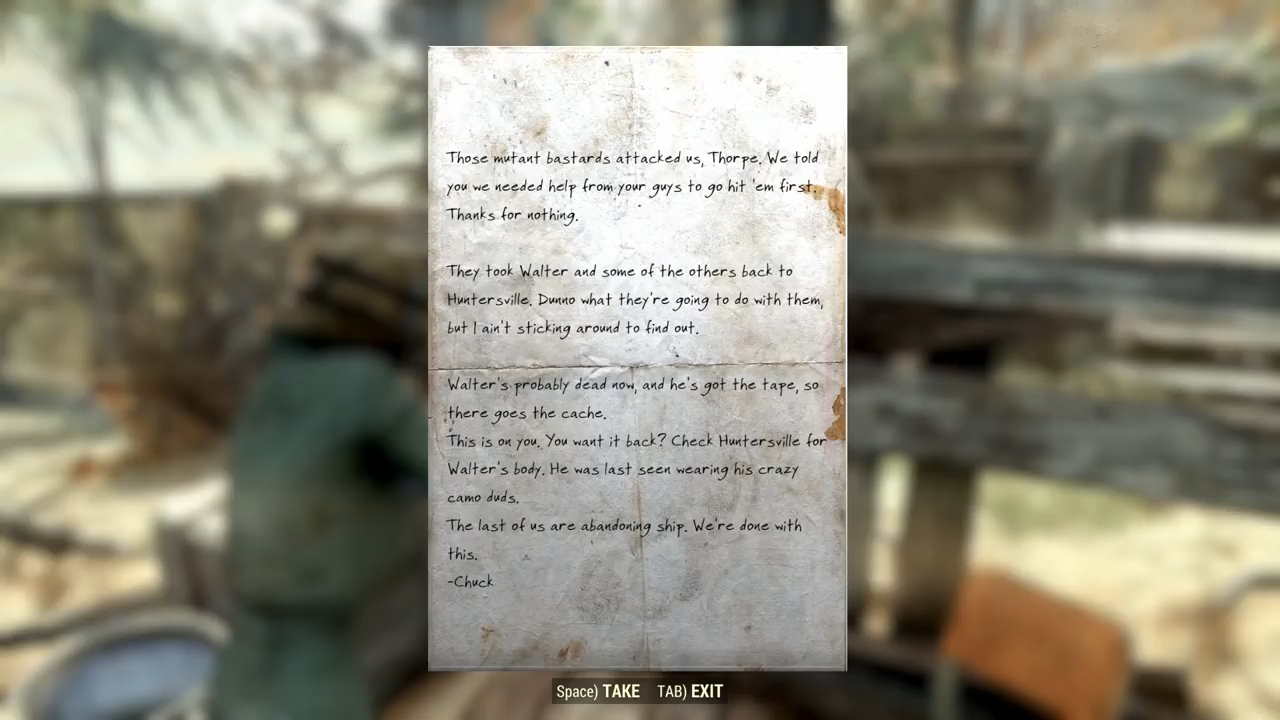 Those mutant bastards attacked us, Thorpe. We told
you we needed help from your guys to go hit 'em first.
Thanks for nothing.
They took Walter and some of the others back to
Huntersville. Dunno what they're going to do with them,
but I ain't sticking around to find out.
Walter's probably dead now, and he's got the tape, so
there goes the cache.
This is on you. You want it back? Check Huntersville for
Walter's body. He was last seen wearing his crazy
camo duds.
The last of us are abandoning ship. We're done with
this.
-Chuck
Space) TAKE TAB) EXIT